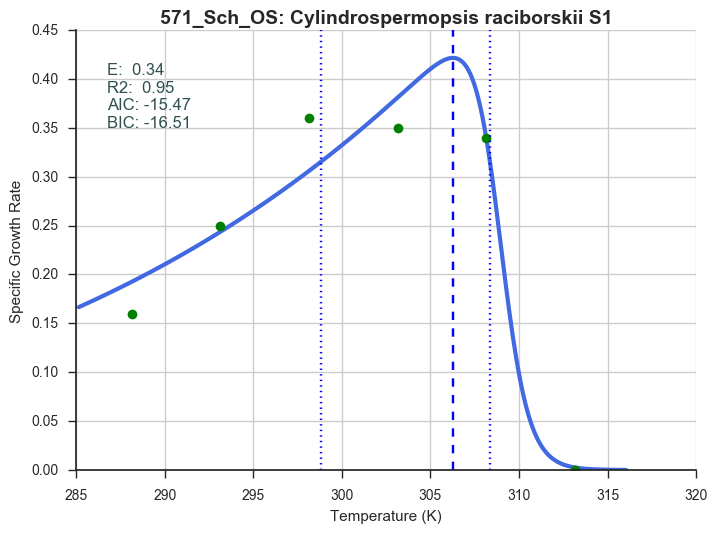 571_Sch_OS: Cylindrospermopsis raciborskii S1
0.45
0.40
0.35
0.30
0.25
0.20
0.15
0.10
0.05
0.00
Specific Growth Rate
E: 0.34
R2: 0.95
AIC: -15.47
BIC: -16.51
285 290 295 300 305 310 315 320
Temperature (K)